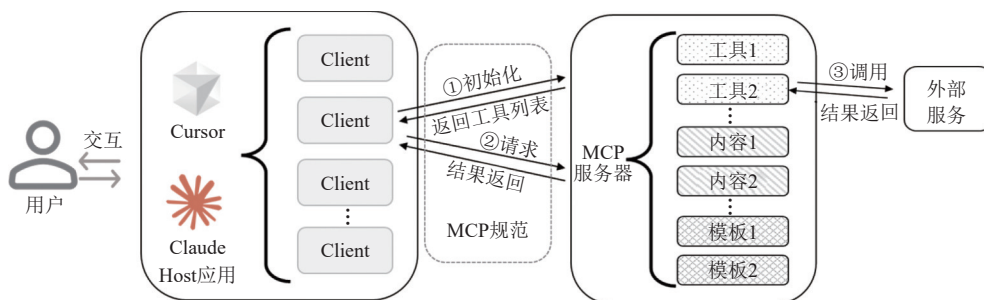 交互
用户
Cursor
Claude
Host应用
Client
Client
Client
Client
①初始化
返回工具列表
②请求
结果返回
MCP规范
MCP
服务器
工具1
工具2
内容1
内容2
模板1
模板2
③调用
结果返回
外部
服务